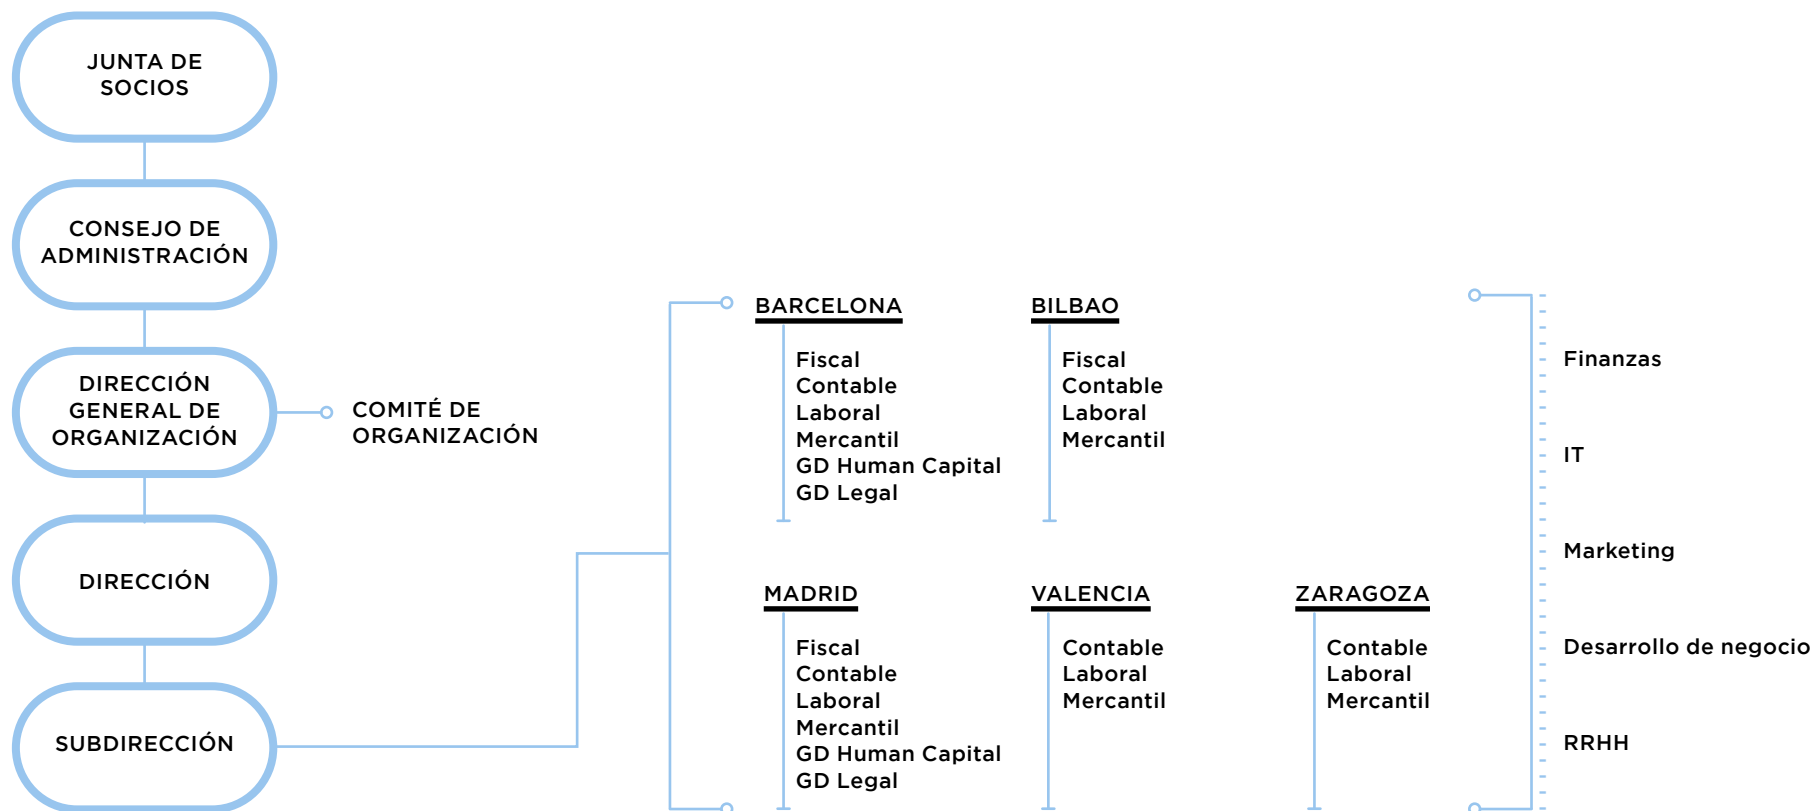 JUNTA DE
SOCIOS
CONSEJO DE
ADMINISTRACIÓN
DIRECCIÓN
GENERAL DE
ORGANIZACIÓN
COMITÉ DE
ORGANIZACIÓN
DIRECCIÓN
SUBDIRECCIÓN
BARCELONA
Fiscal
Contable
Laboral
Mercantil
GD Human Capital
GD Legal
BILBAO
Fiscal
Contable
Laboral
Mercantil
MADRID
Fiscal
Contable
Laboral
Mercantil
GD Human Capital
GD Legal
VALENCIA
Contable
Laboral
Mercantil
ZARAGOZA
Contable
Laboral
Mercantil
Finanzas
IT
Marketing
Desarrollo de negocio
RRHH